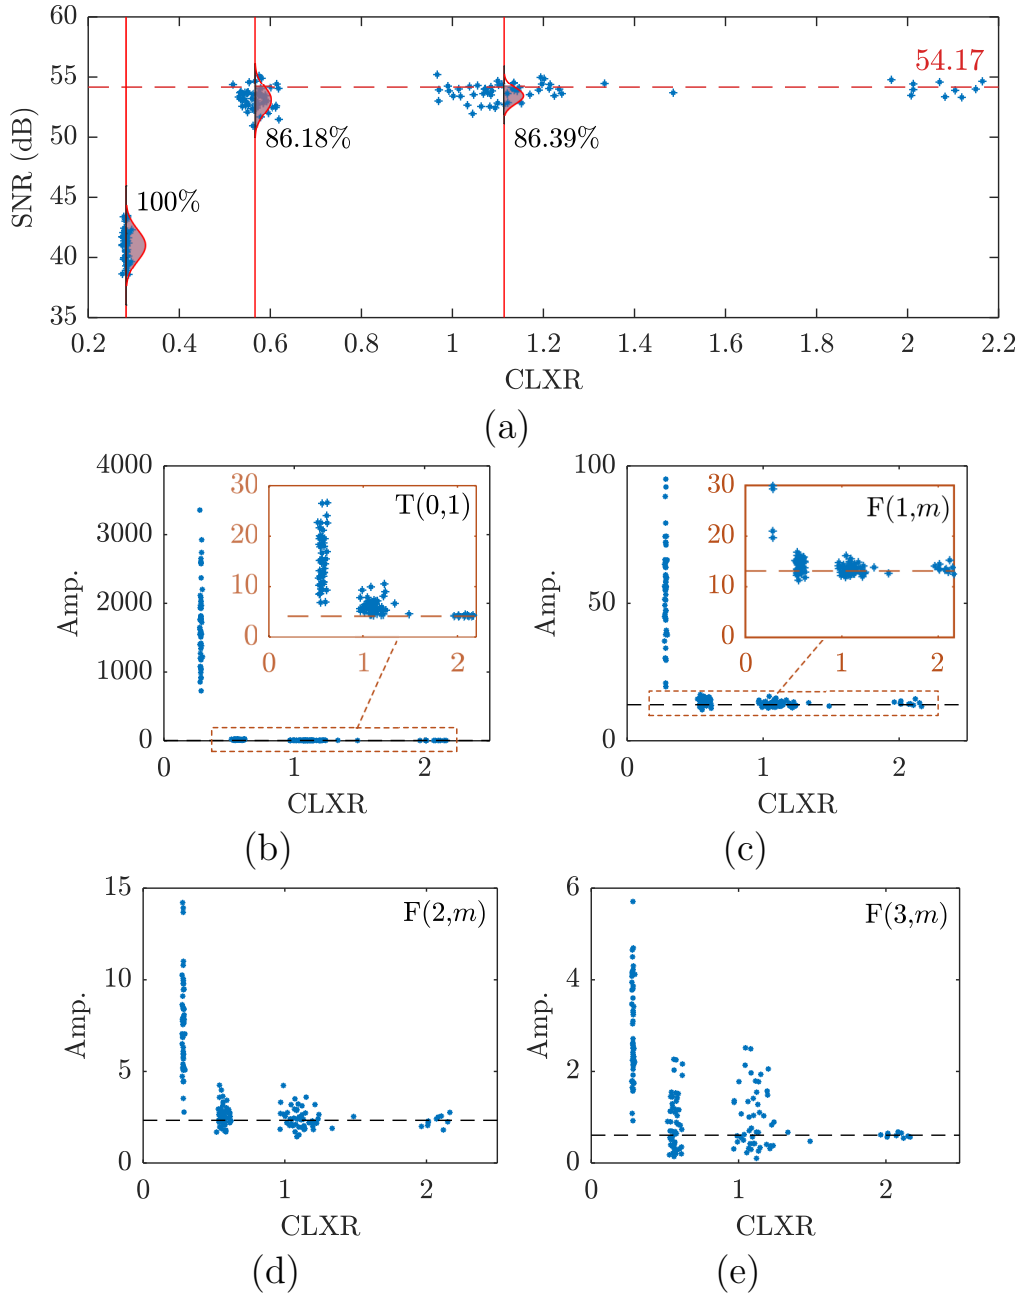 60
55
50
45
40
35
SNR (dB)
54.17
86.18%
86.39%
100%
0.2 0.4 0.6 0.8 1 1.2 1.4 1.6 1.8 2 2.2
CLXR
(a)
4000
3000
2000
1000
0
Amp.
30
20
10
0
T(0,1)
0 1 2
0 1 2
CLXR
(b)
100
50
0
Amp.
30
20
10
0
F(1,m)
0 1 2
0 1 2
CLXR
(c)
15
10
5
0
Amp.
F(2,m)
0 1 2
CLXR
(d)
6
4
2
0
Amp.
F(3,m)
0 1 2
CLXR
(e)